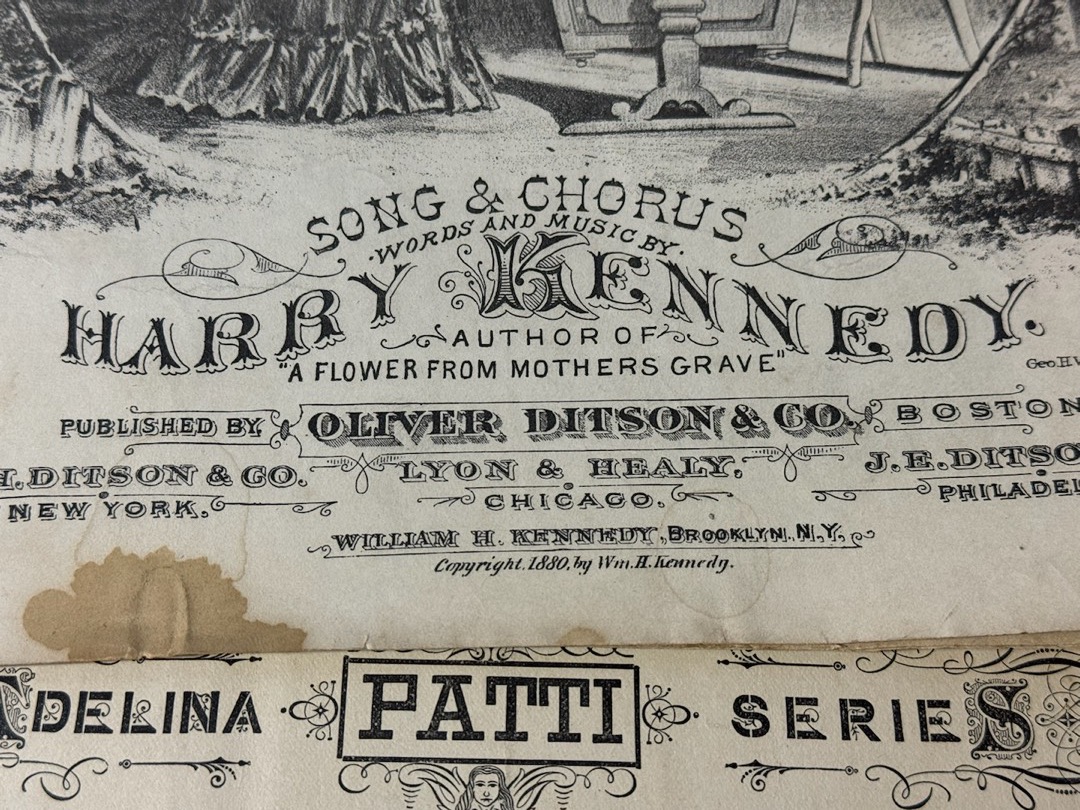 SONG & CHORUS
WORDS AND MUSIC BY
HARRY KENNEDY.
AUTHOR OF
"A FLOWER FROM MOTHERS GRAVE"
Geo.H
PUBLISHED BY OLIVER DITSON & CO. BOSTON
H.DITSON & CO. LYON & HEALY, J.E.DITSO
NEW YORK. CHICAGO. PHILADEL
WILLIAM H. KENNEDY, BROOKLYN. N.Y.
Copyright. 1880, by Wm. H. Kennedy.
ADELINA PATTI SERIES